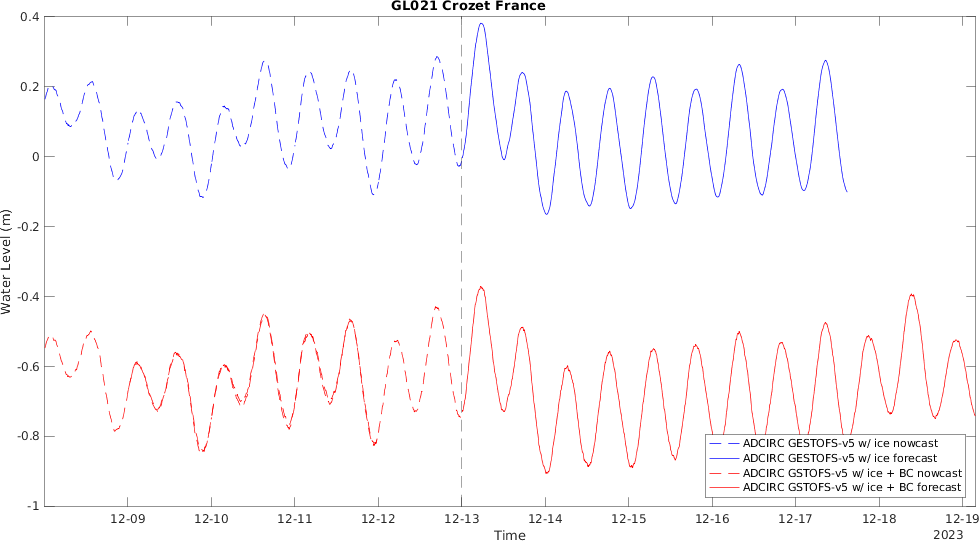 GL021 Crozet France
0.4
0.2
0
-0.2
-0.4
-0.6
-0.8
-1
Water Level (m)
ADCIRC GESTOFS-v5 w/ ice nowcast
ADCIRC GESTOFS-v5 w/ ice forecast
ADCIRC GSTOFS-v5 w/ ice + BC nowcast
ADCIRC GSTOFS-v5 w/ ice + BC forecast
12-09 12-10 12-11 12-12 12-13 12-14 12-15 12-16 12-17 12-18 12-19
Time
2023